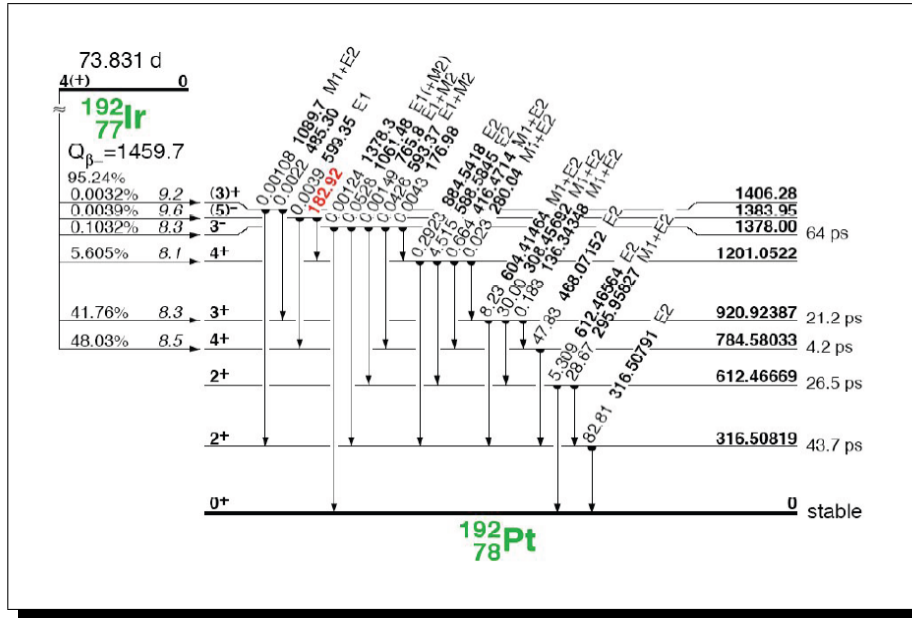 73.831 d
4(+) 0
192
77 Ir
Qβ−=1459.7
95.24%
0.0032% 9.2 (3)+ 1406.28
0.0039% 9.6 (5)− 1383.95
0.1032% 8.3 3− 1378.00 64 ps
5.605% 8.1 4+ 1201.0522
41.76% 8.3 3+ 920.92387 21.2 ps
48.03% 8.5 4+ 784.58033 4.2 ps
2+ 612.46669 26.5 ps
2+ 316.50819 43.7 ps
0+ 0 stable
0.00108 1089.7 M1+E2
0.0022 485.30
0.0039 599.35 E1
182.92
0.00124 1378.3
0.0528 1061.48 E1(+M2)
0.00149 765.8 E1+M2
0.0426 593.37 E1+M2
0.0043 176.98
0.2923 884.5418 E2
4.515 588.5845 E2
0.664 416.4714 M1+E2
0.023 280.04 M1+E2
8.23 604.41464 M1+E2
30.00 308.45692 M1+E2
0.183 136.34348 M1+E2
47.83 468.07152 E2
5.309 612.46564 E2
28.67 295.95827 M1+E2
82.81 316.50791 E2
192
78 Pt